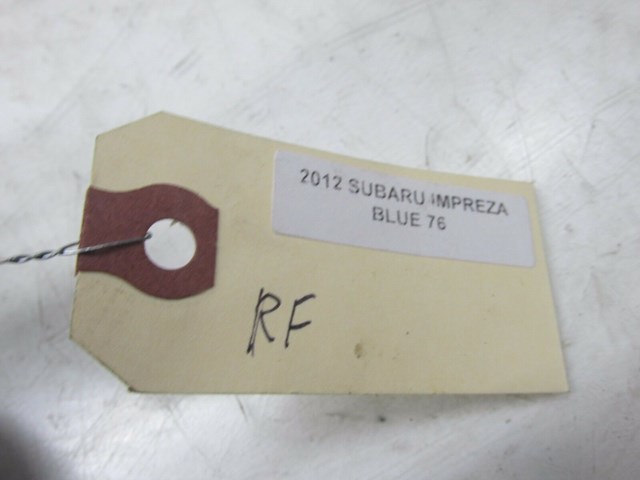 2012 SUBARU IMPREZA
BLUE 76
RF